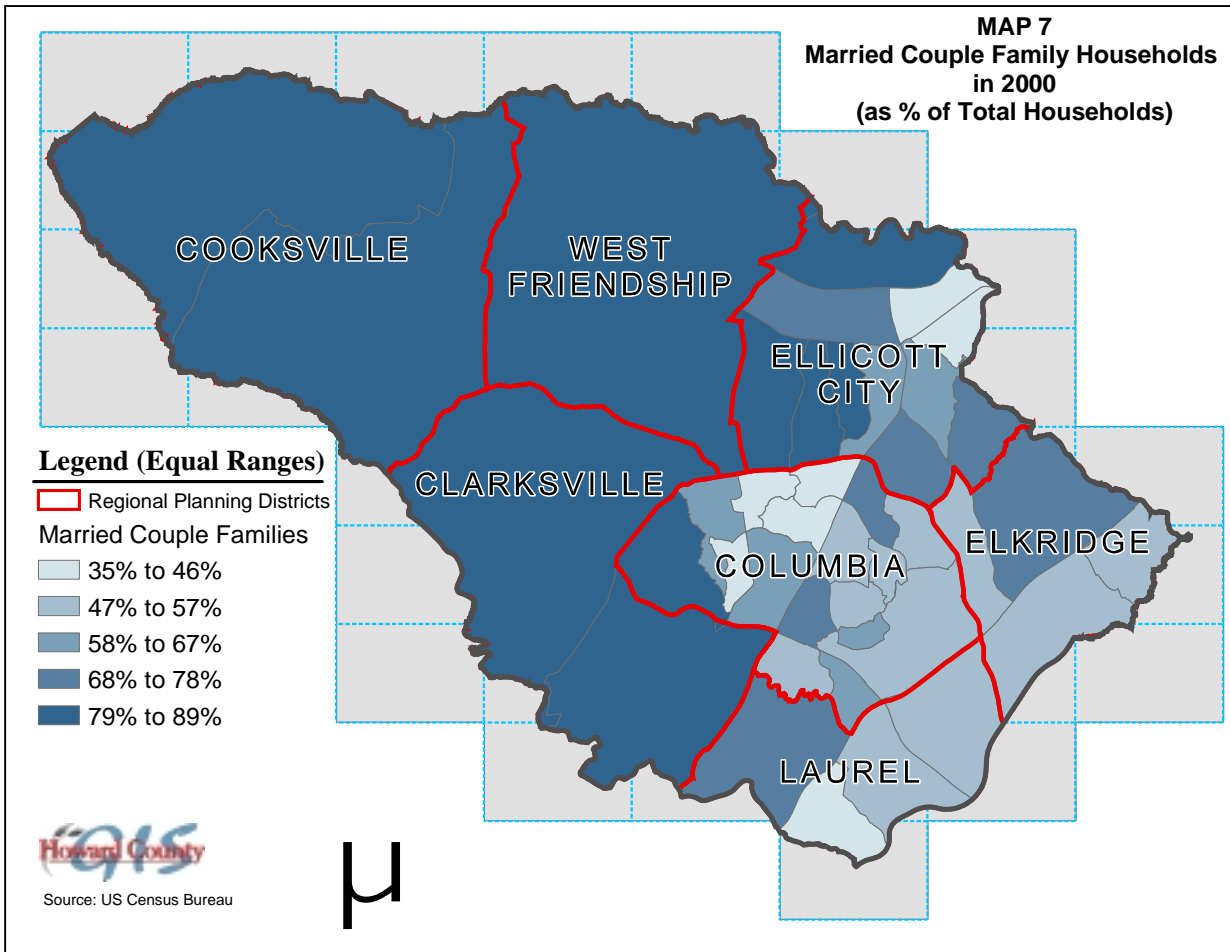 MAP 7
Married Couple Family Households
in 2000
(as % of Total Households)
COOKSVILLE
WEST
FRIENDSHIP
ELLICOTT
CITY
CLARKSVILLE
COLUMBIA
ELKRIDGE
LAUREL
Legend (Equal Ranges)
Regional Planning Districts
Married Couple Families
35% to 46%
47% to 57%
58% to 67%
68% to 78%
79% to 89%
Howard County GIS
Source: US Census Bureau
µ